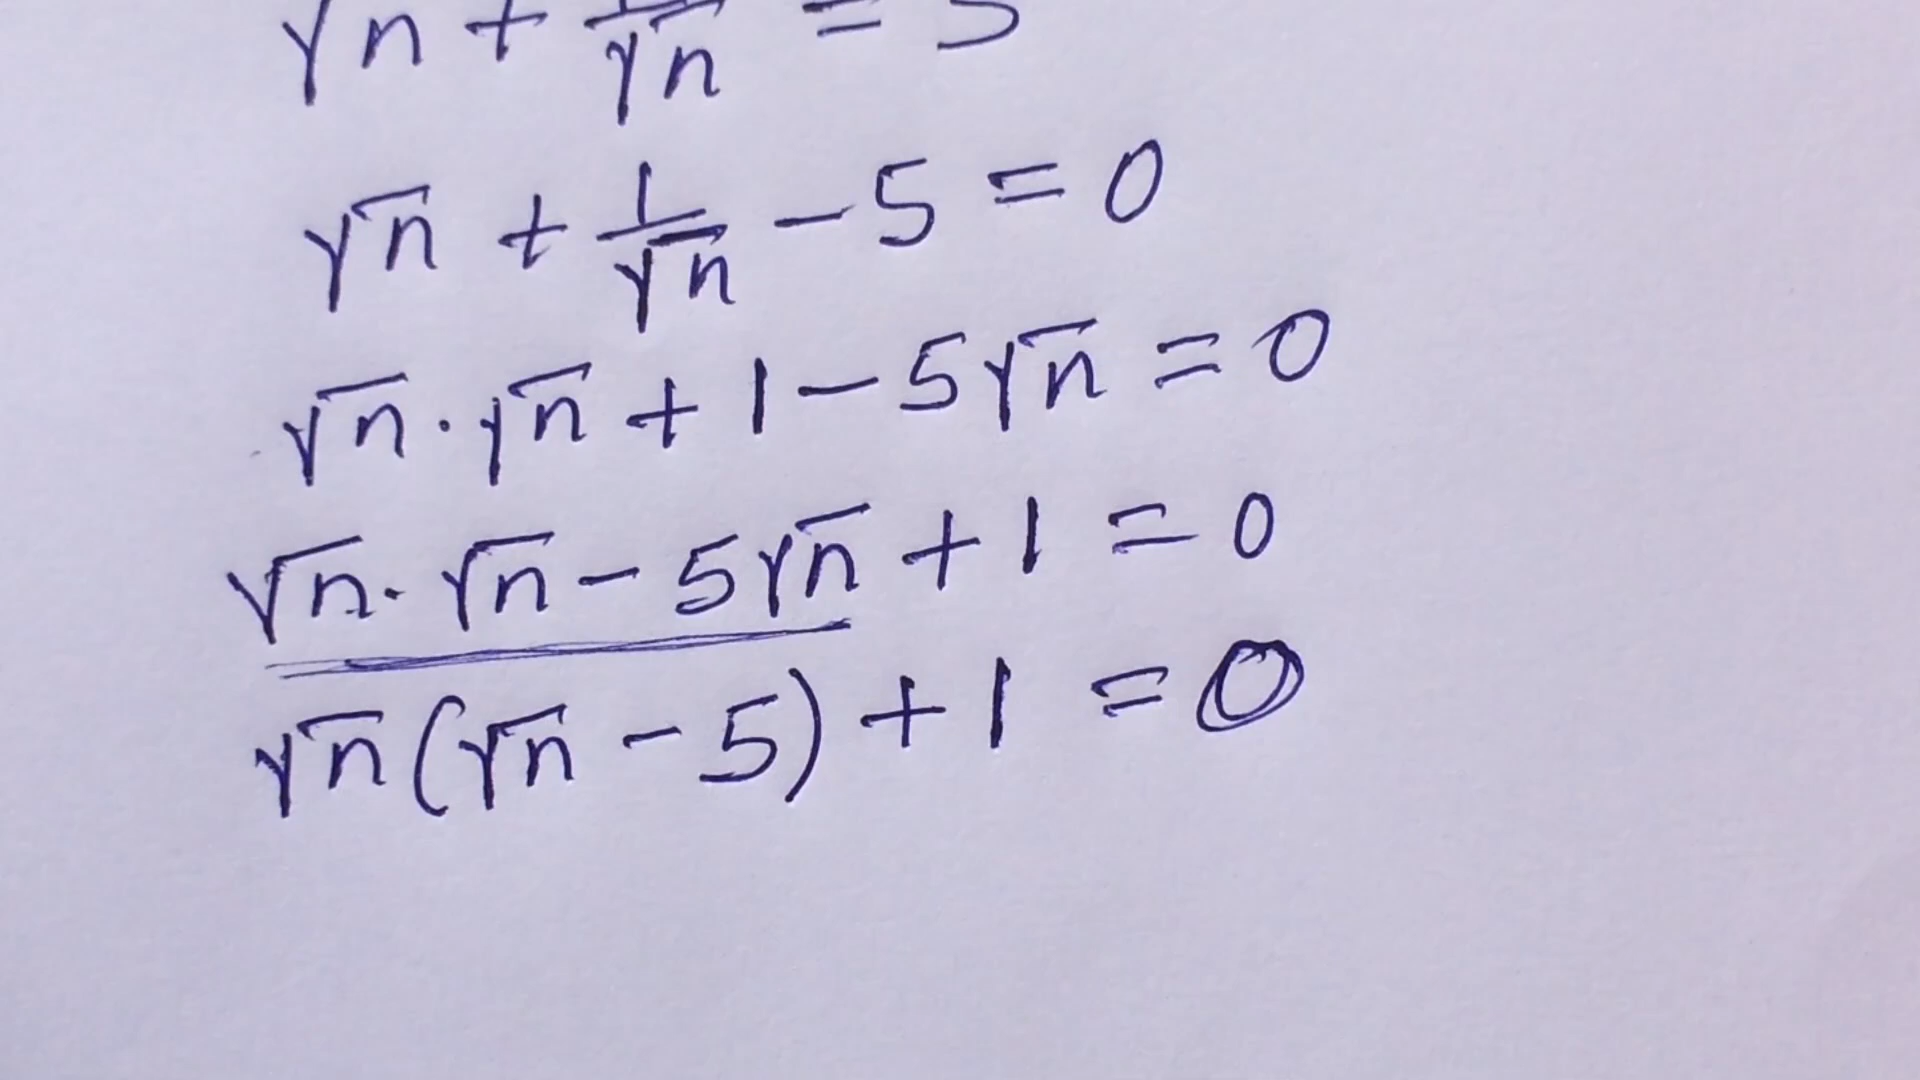 √n + 1/√n = 5
√n + 1/√n - 5 = 0
√n · √n + 1 - 5√n = 0
√n · √n - 5√n + 1 = 0
√n(√n - 5) + 1 = 0